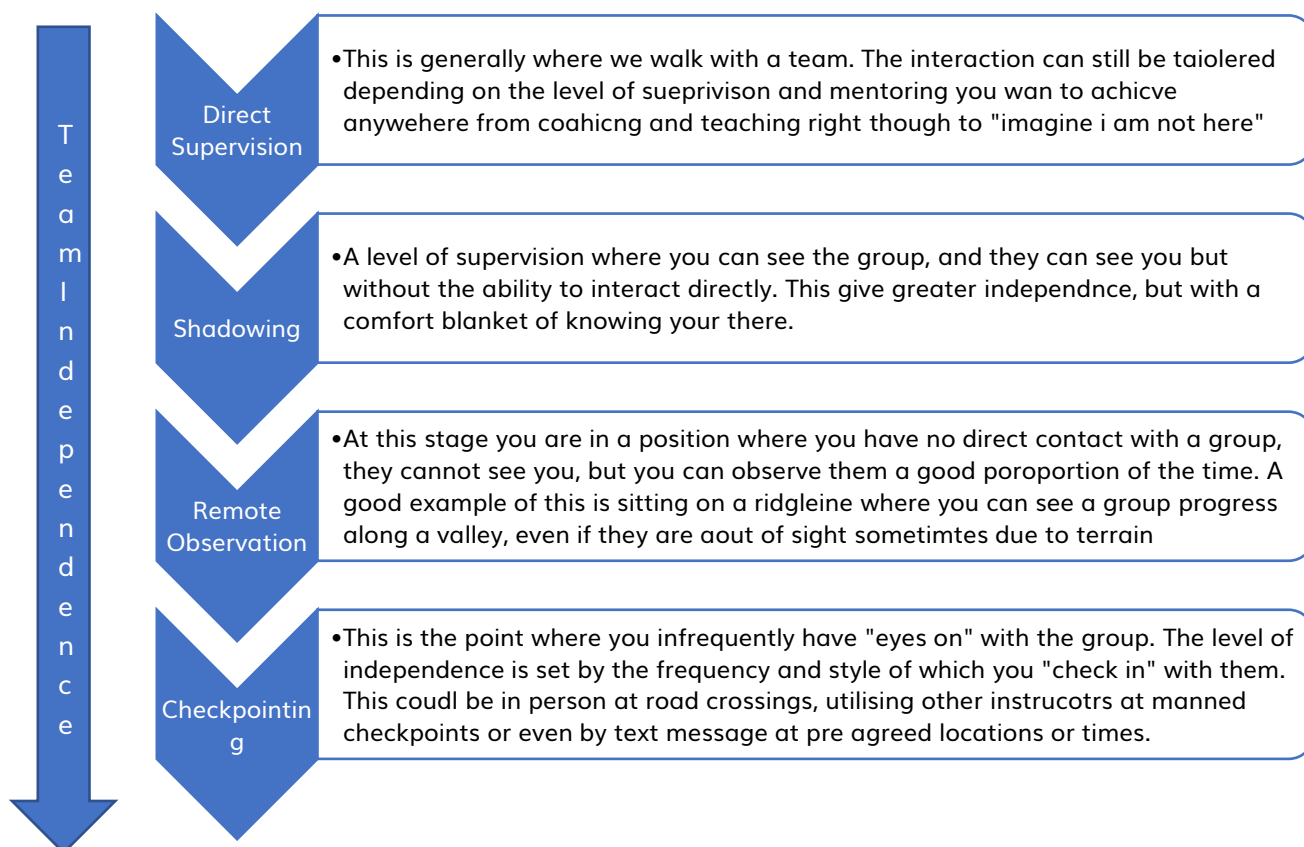 Team Independence
Direct
Supervision
•This is generally where we walk with a team. The interaction can still be taiolered
depending on the level of sueprivison and mentoring you wan to achicve
anywehere from coahicng and teaching right though to "imagine i am not here"
Shadowing
•A level of supervision where you can see the group, and they can see you but
without the ability to interact directly. This give greater independnce, but with a
comfort blanket of knowing your there.
Remote
Observation
•At this stage you are in a position where you have no direct contact with a group,
they cannot see you, but you can observe them a good poroportion of the time. A
good example of this is sitting on a ridgleine where you can see a group progress
along a valley, even if they are aout of sight sometimtes due to terrain
Checkpointin
g
•This is the point where you infrequently have "eyes on" with the group. The level of
independence is set by the frequency and style of which you "check in" with them.
This coudl be in person at road crossings, utilising other instrucotrs at manned
checkpoints or even by text message at pre agreed locations or times.